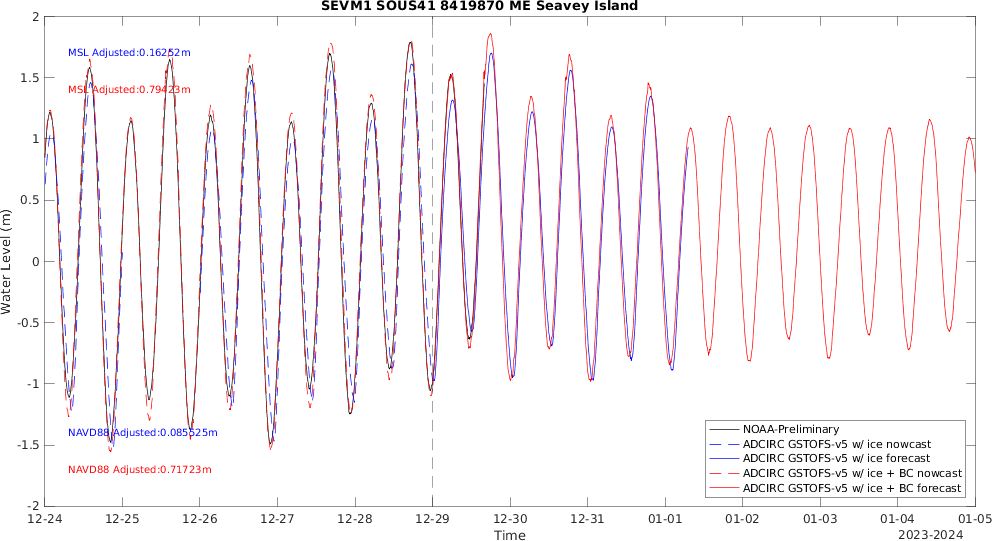 SEVM1 SOUS41 8419870 ME Seavey Island
2
1.5
1
0.5
0
-0.5
-1
-1.5
-2
Water Level (m)
MSL Adjusted:0.16252m
MSL Adjusted:0.79423m
NAVD88 Adjusted:0.085525m
NAVD88 Adjusted:0.71723m
NOAA-Preliminary
ADCIRC GSTOFS-v5 w/ ice nowcast
ADCIRC GSTOFS-v5 w/ ice forecast
ADCIRC GSTOFS-v5 w/ ice + BC nowcast
ADCIRC GSTOFS-v5 w/ ice + BC forecast
12-24 12-25 12-26 12-27 12-28 12-29 12-30 12-31 01-01 01-02 01-03 01-04 01-05
Time
2023-2024